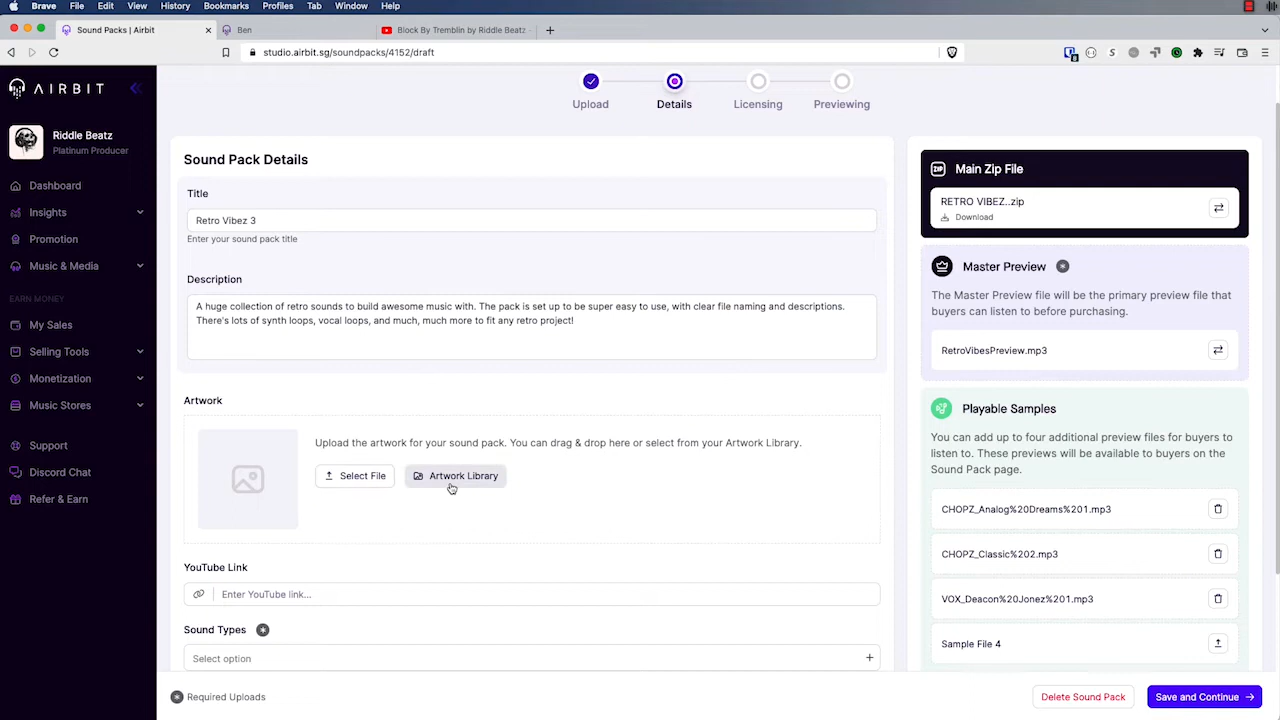 Brave File Edit View History Bookmarks Profiles Tab Window Help
Sound Packs | Airbit
Ben
Block By Tremblin by Riddle Beatz
studio.airbit.sg/soundpacks/4152/draft
AIRBIT
Riddle Beatz
Platinum Producer
Dashboard
Insights
Promotion
Music & Media
EARN MONEY
My Sales
Selling Tools
Monetization
Music Stores
Support
Discord Chat
Refer & Earn
Upload
Details
Licensing
Previewing
Sound Pack Details
Title
Retro Vibez 3
Enter your sound pack title
Description
A huge collection of retro sounds to build awesome music with. The pack is set up to be super easy to use, with clear file naming and descriptions.
There's lots of synth loops, vocal loops, and much, much more to fit any retro project!
Artwork
Upload the artwork for your sound pack. You can drag & drop here or select from your Artwork Library.
Select File
Artwork Library
YouTube Link
Enter YouTube link...
Sound Types
Select option
Required Uploads
ZIP
Main Zip File
RETRO VIBEZ..zip
Download
Master Preview
The Master Preview file will be the primary preview file that
buyers can listen to before purchasing.
RetroVibesPreview.mp3
Playable Samples
You can add up to four additional preview files for buyers to
listen to. These previews will be available to buyers on the
Sound Pack page.
CHOPZ_Analog%20Dreams%201.mp3
CHOPZ_Classic%202.mp3
VOX_Deacon%20Jonez%201.mp3
Sample File 4
Delete Sound Pack
Save and Continue